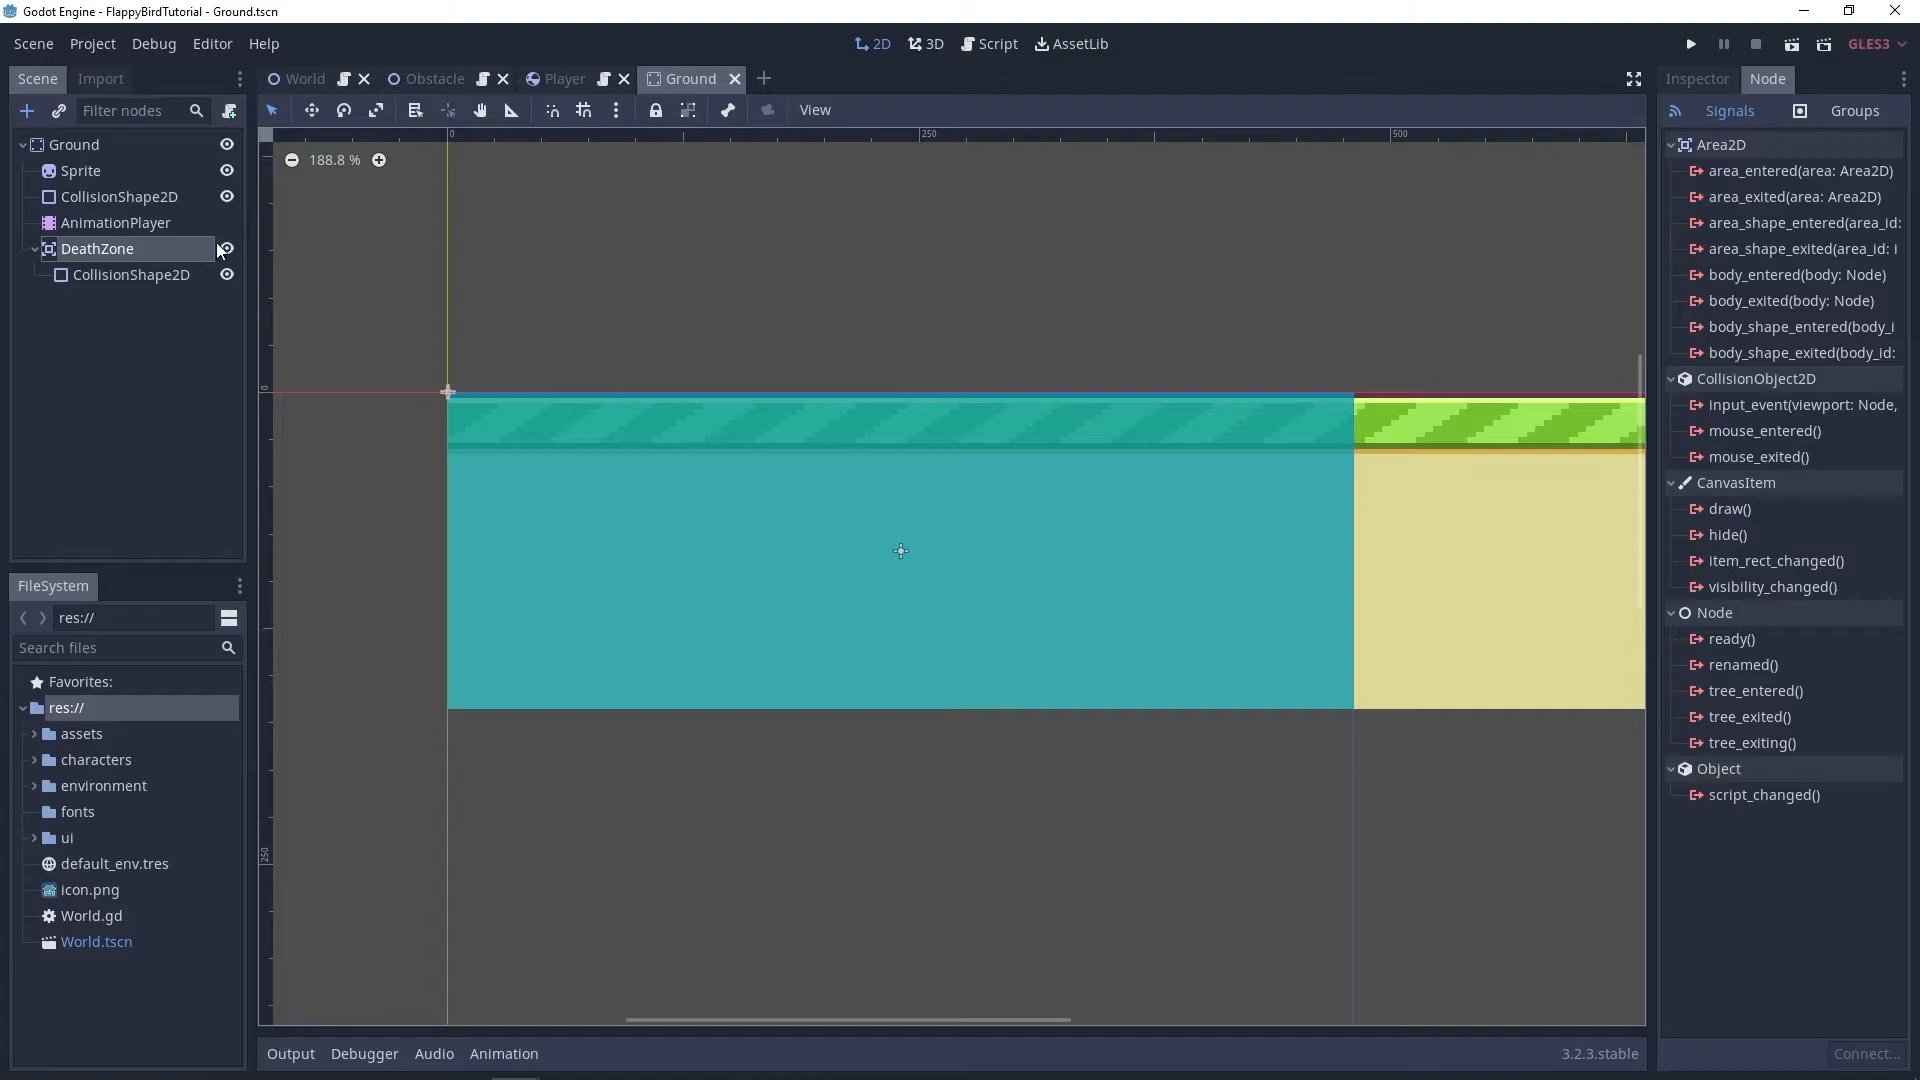 Godot Engine - FlappyBirdTutorial - Ground.tscn
Scene Project Debug Editor Help
2D 3D Script AssetLib
GLES3
Scene Import
World Obstacle Player Ground
Inspector Node
Filter nodes
View
Signals Groups
Ground
Sprite
CollisionShape2D
AnimationPlayer
DeathZone
CollisionShape2D
0 250 500
188.8 %
0
250
Area2D
area_entered(area: Area2D)
area_exited(area: Area2D)
area_shape_entered(area_id:
area_shape_exited(area_id: i
body_entered(body: Node)
body_exited(body: Node)
body_shape_entered(body_i
body_shape_exited(body_id:
CollisionObject2D
input_event(viewport: Node,
mouse_entered()
mouse_exited()
CanvasItem
draw()
hide()
item_rect_changed()
visibility_changed()
Node
ready()
renamed()
tree_entered()
tree_exited()
tree_exiting()
Object
script_changed()
FileSystem
res://
Search files
Favorites:
res://
assets
characters
environment
fonts
ui
default_env.tres
icon.png
World.gd
World.tscn
Output Debugger Audio Animation
3.2.3.stable
Connect...